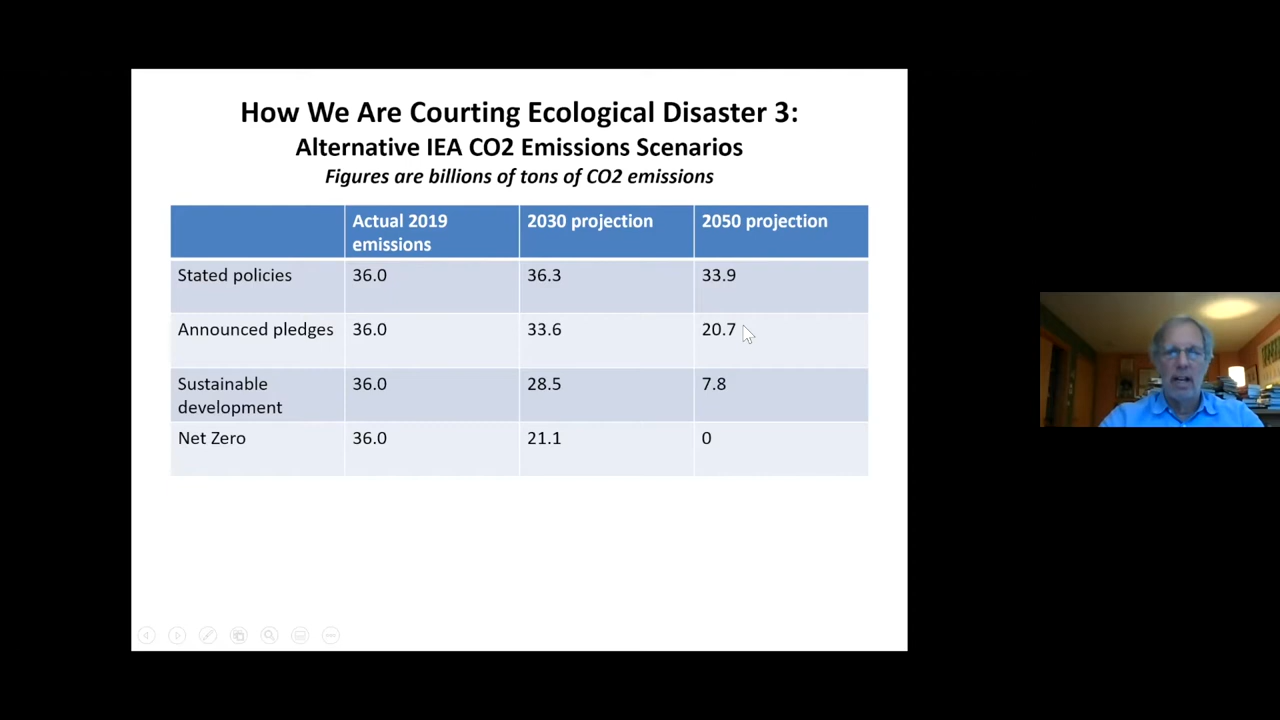 How We Are Courting Ecological Disaster 3:
Alternative IEA CO2 Emissions Scenarios
Figures are billions of tons of CO2 emissions
Actual 2019 emissions 2030 projection 2050 projection
Stated policies 36.0 36.3 33.9
Announced pledges 36.0 33.6 20.7
Sustainable development 36.0 28.5 7.8
Net Zero 36.0 21.1 0